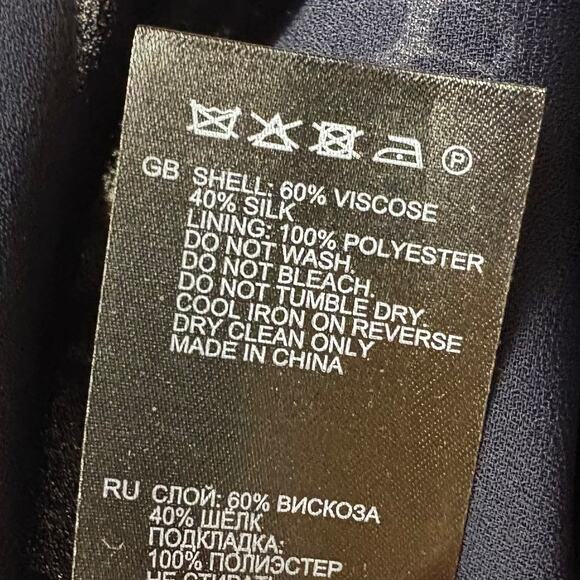 P
GB SHELL: 60% VISCOSE
40% SILK
LINING: 100% POLYESTER
DO NOT WASH.
DO NOT BLEACH.
DO NOT TUMBLE DRY.
COOL IRON ON REVERSE
DRY CLEAN ONLY
MADE IN CHINA
RU СЛОЙ: 60% ВИСКОЗА
40% ШЁЛК
ПОДКЛАДКА:
100% ПОЛИЭСТЕР
НЕ СТИРАТЬ